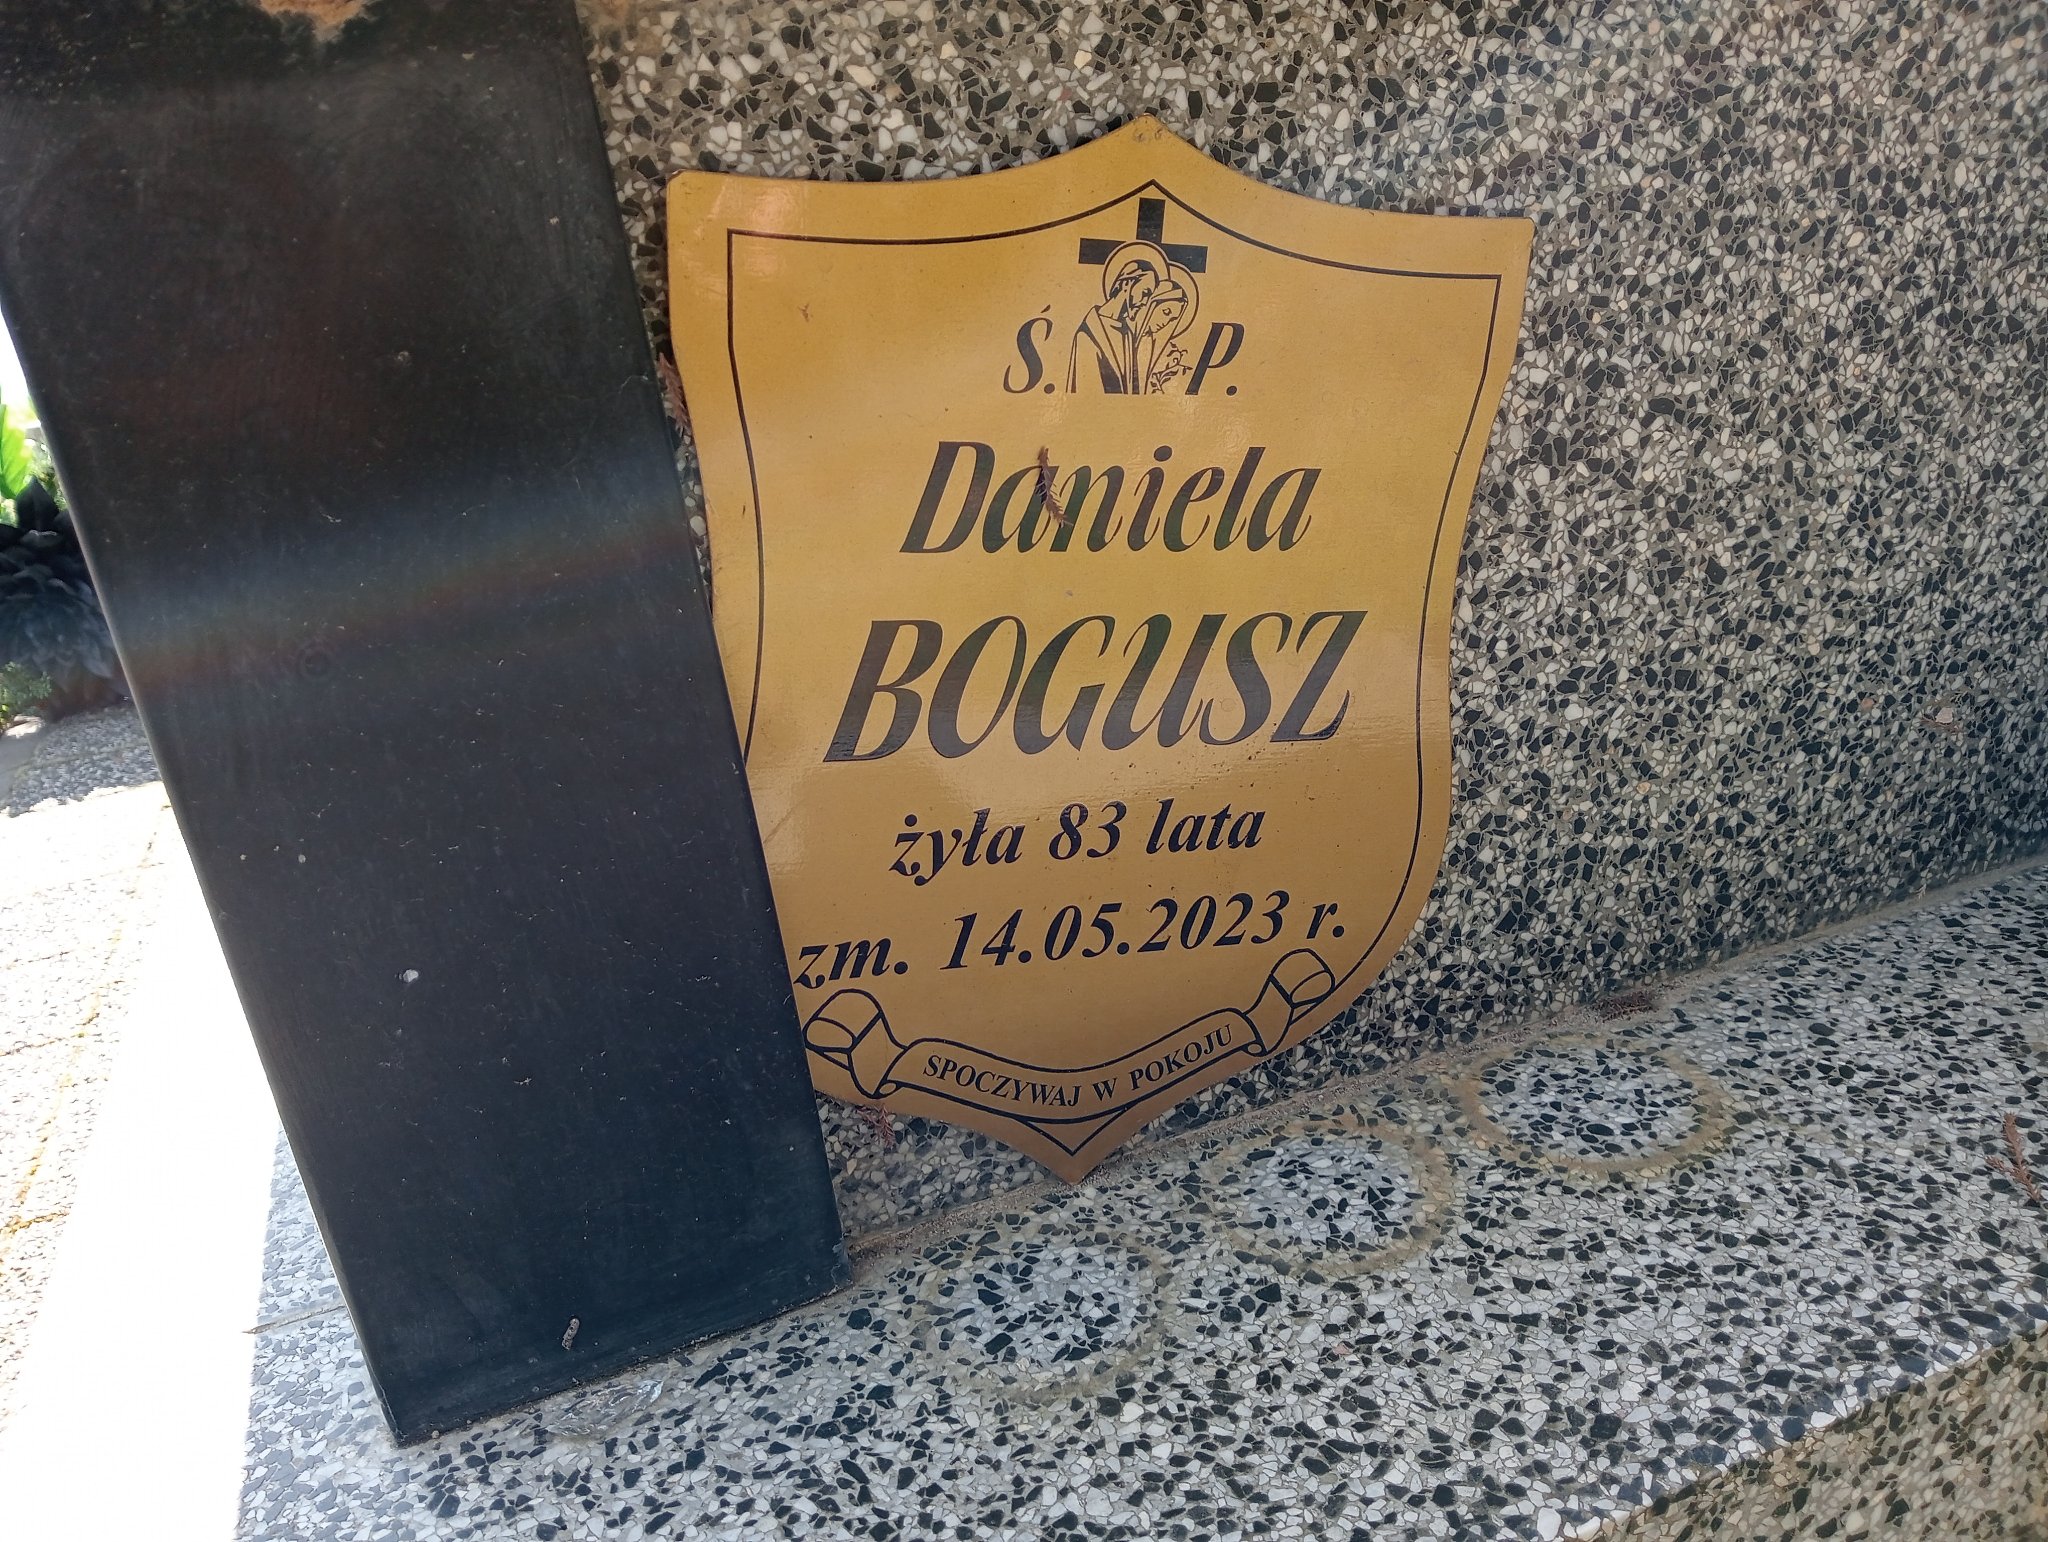 Ś. P.
Daniela
BOGUSZ
żyła 83 lata
zm. 14.05.2023 r.
SPOCZYWAJ W POKOJU